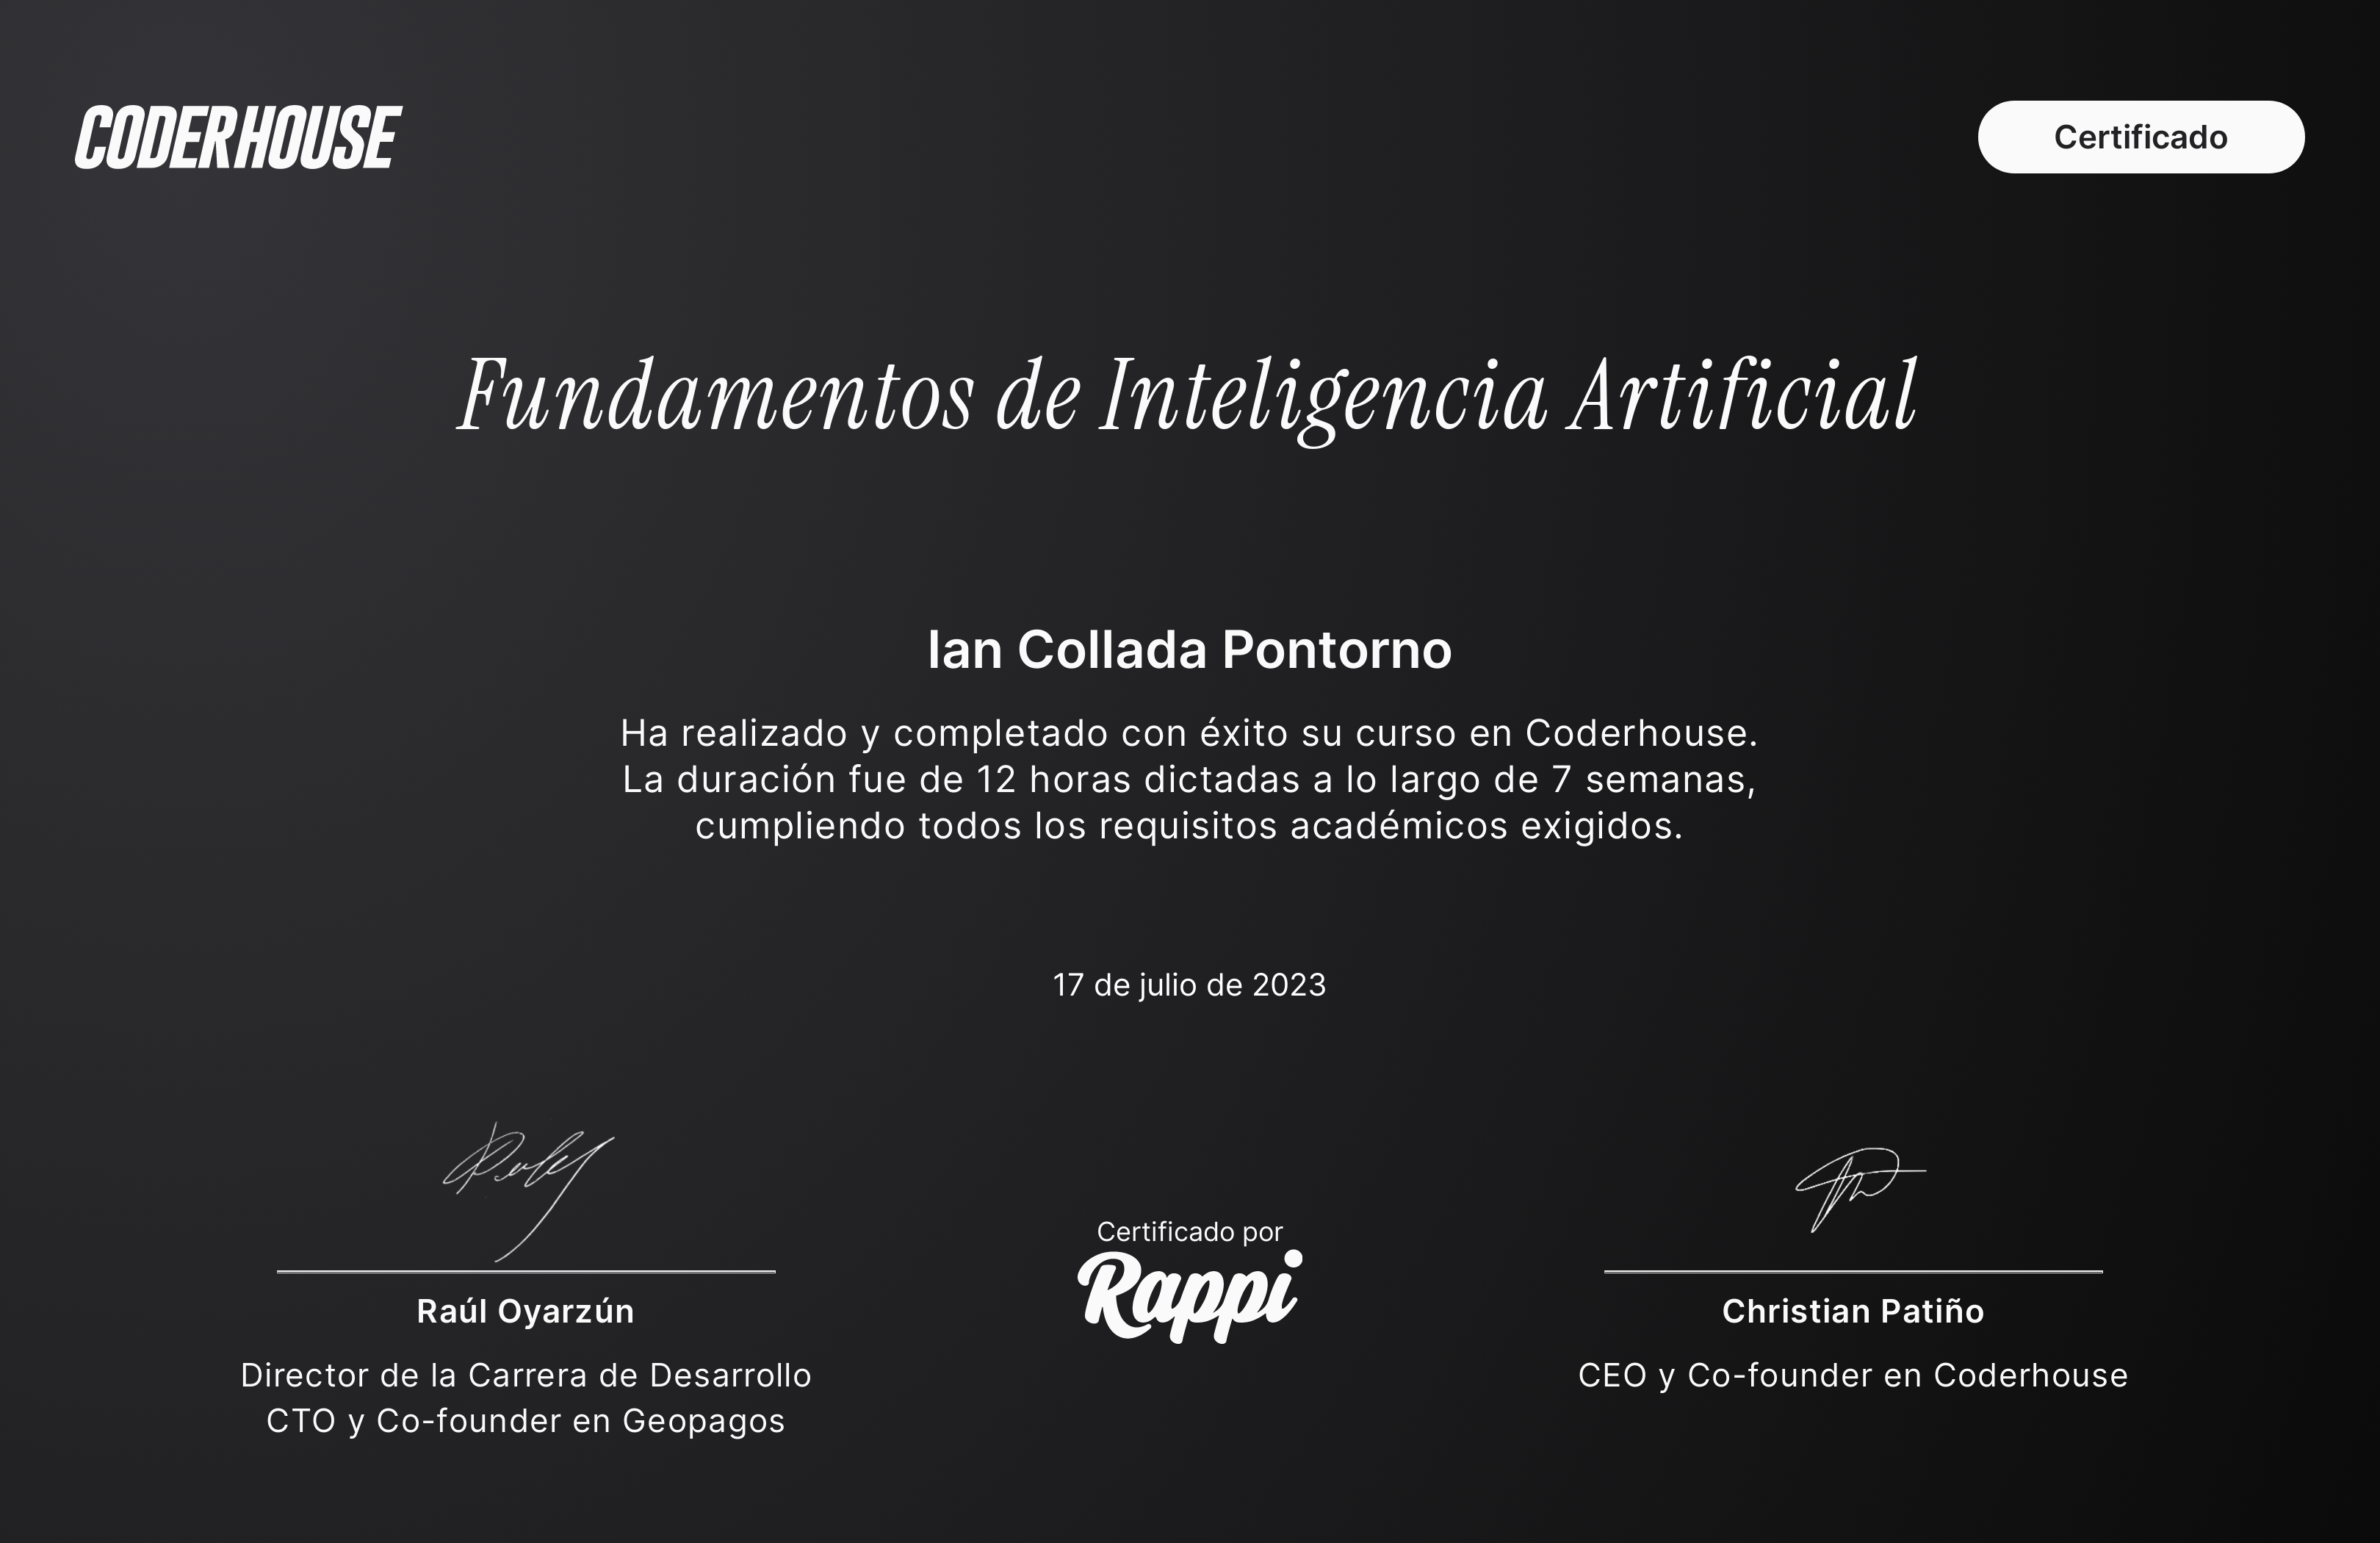 CODERHOUSE
Certificado
Fundamentos de Inteligencia Artificial
Ian Collada Pontorno
Ha realizado y completado con éxito su curso en Coderhouse.
La duración fue de 12 horas dictadas a lo largo de 7 semanas,
cumpliendo todos los requisitos académicos exigidos.
17 de julio de 2023
Certificado por
Rappi
Raúl Oyarzún
Director de la Carrera de Desarrollo
CTO y Co-founder en Geopagos
Christian Patiño
CEO y Co-founder en Coderhouse